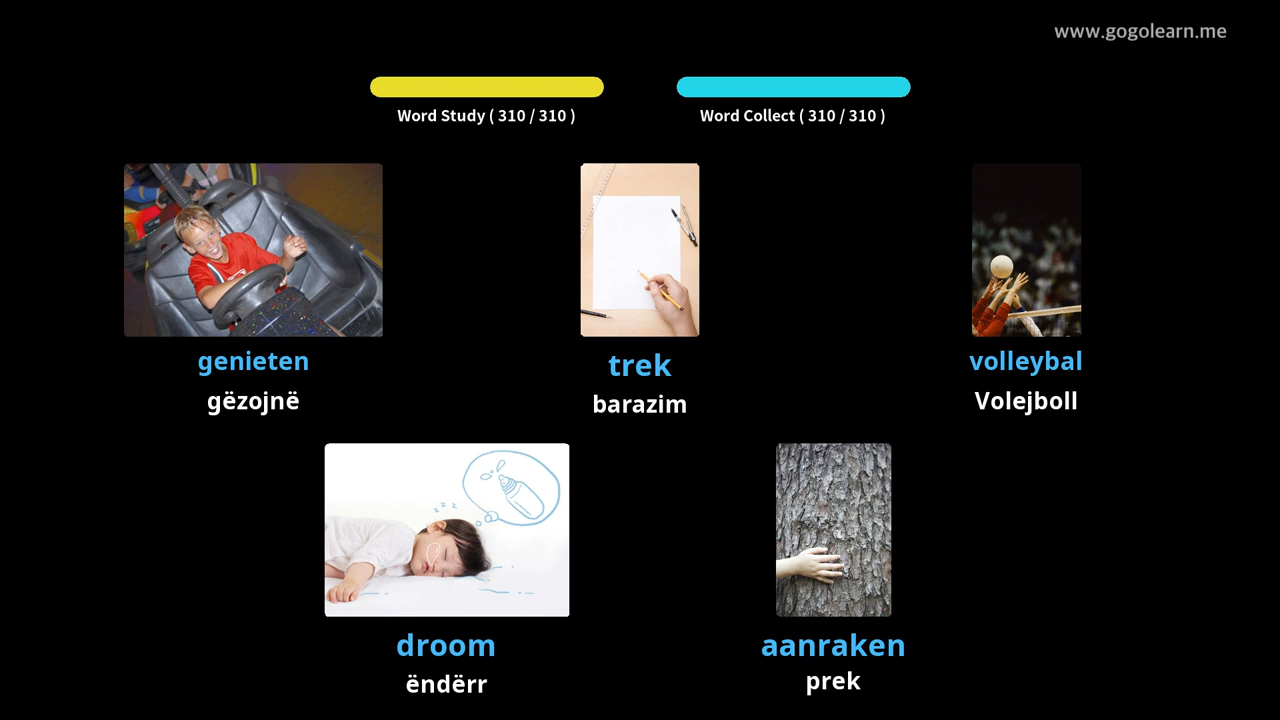 www.gogolearn.me
Word Study ( 310 / 310 )
Word Collect ( 310 / 310 )
genieten
gëzojnë
trek
barazim
volleybal
Volejboll
z z z
droom
ëndërr
aanraken
prek